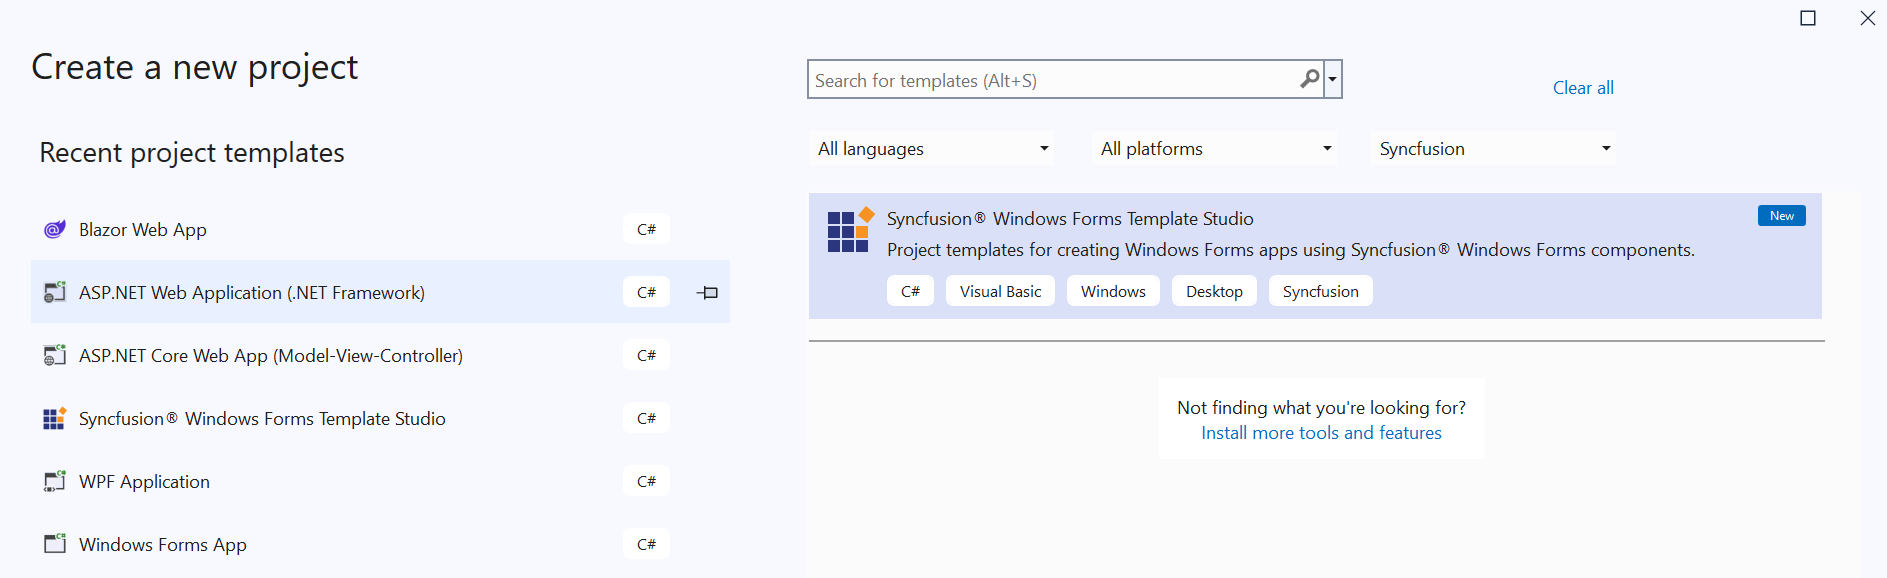 Create a new project
Recent project templates
Blazor Web App C#
ASP.NET Web Application (.NET Framework) C#
ASP.NET Core Web App (Model-View-Controller) C#
Syncfusion® Windows Forms Template Studio C#
WPF Application C#
Windows Forms App C#
Search for templates (Alt+S)
Clear all
All languages All platforms Syncfusion
Syncfusion® Windows Forms Template Studio New
Project templates for creating Windows Forms apps using Syncfusion® Windows Forms components.
C# Visual Basic Windows Desktop Syncfusion
Not finding what you're looking for?
Install more tools and features